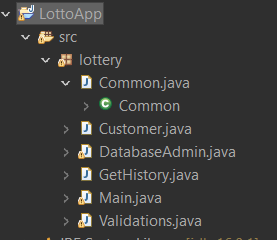 LottoApp
src
lottery
Common.java
Common
Customer.java
DatabaseAdmin.java
GetHistory.java
Main.java
Validations.java